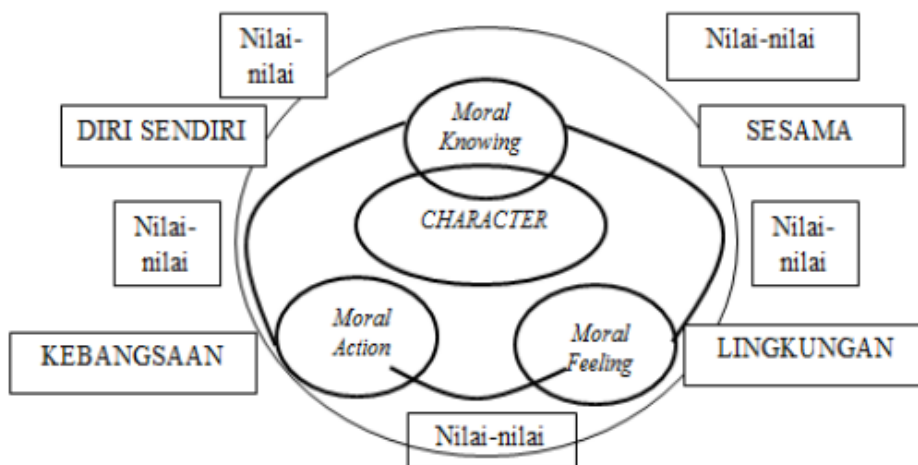 Nilai-
nilai
Nilai-nilai
DIRI SENDIRI
Moral
Knowing
SESAMA
Nilai-
nilai
CHARACTER
Nilai-
nilai
KEBANGSAAN
Moral
Action
Moral
Feeling
LINGKUNGAN
Nilai-nilai